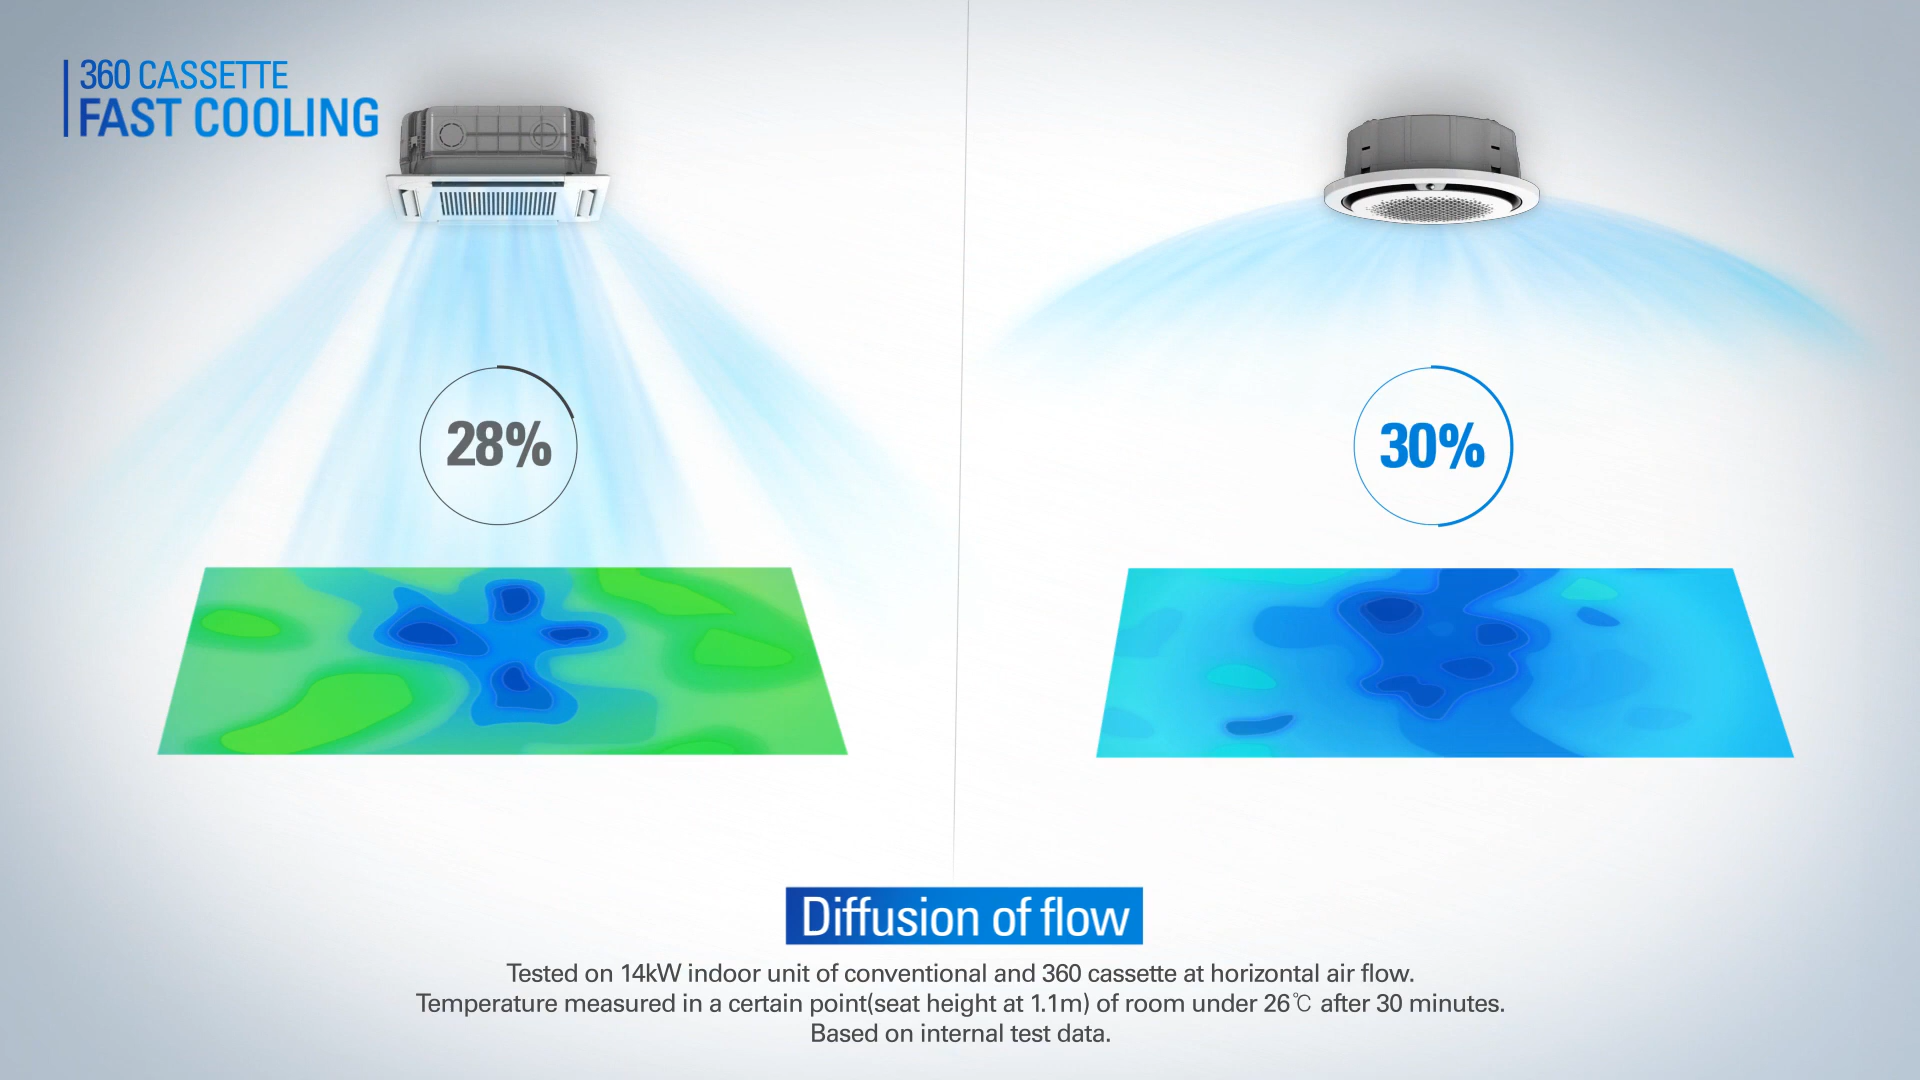 360 CASSETTE
FAST COOLING
28%
30%
Diffusion of flow
Tested on 14kW indoor unit of conventional and 360 cassette at horizontal air flow.
Temperature measured in a certain point(seat height at 1.1m) of room under 26℃ after 30 minutes.
Based on internal test data.